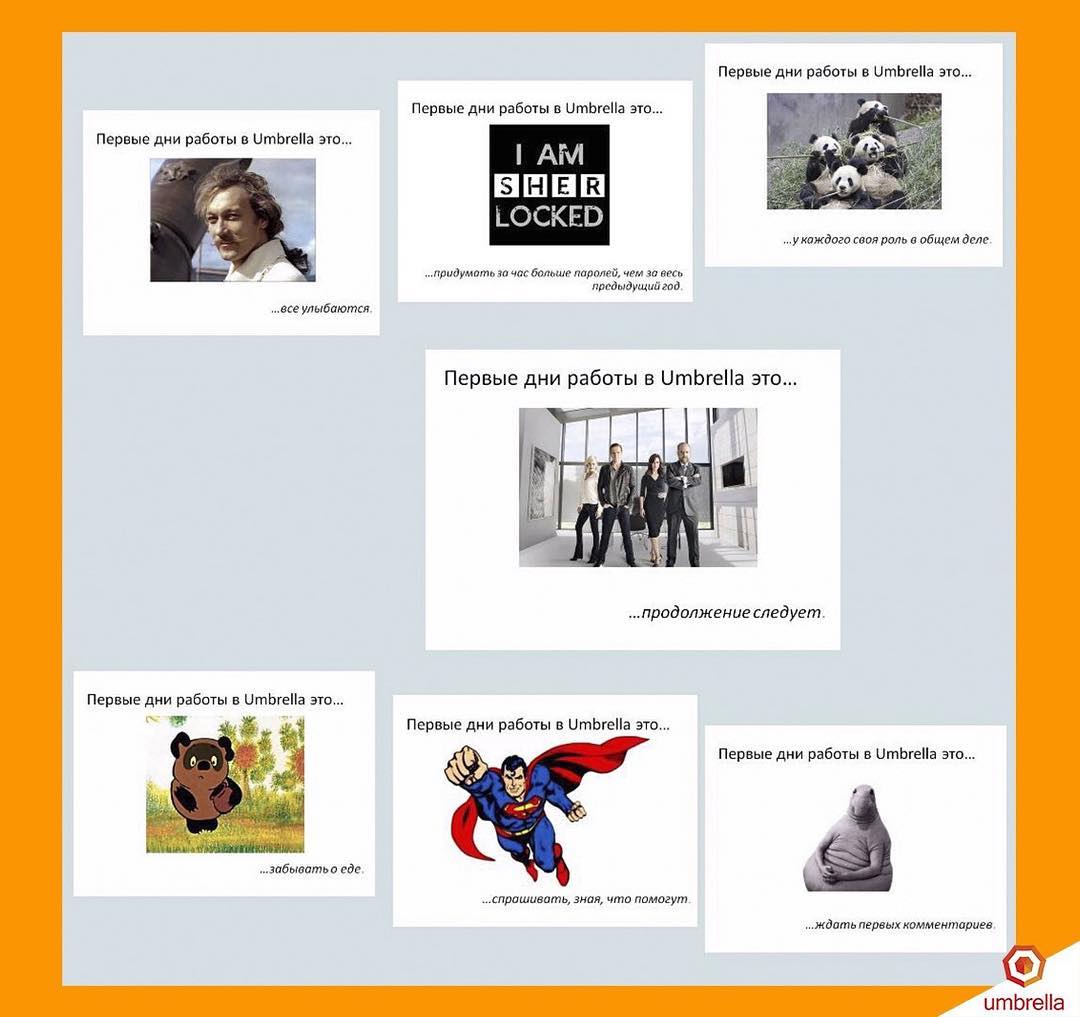 Первые дни работы в Umbrella это...
...все улыбаются.
Первые дни работы в Umbrella это...
I AM
SHER
LOCKED
...придумать за час больше паролей, чем за весь
предыдущий год.
Первые дни работы в Umbrella это...
...у каждого своя роль в общем деле.
Первые дни работы в Umbrella это...
...продолжение следует.
Первые дни работы в Umbrella это...
...забывать о еде.
Первые дни работы в Umbrella это...
S
...спрашивать, зная, что помогут.
Первые дни работы в Umbrella это...
...ждать первых комментариев.
umbrella